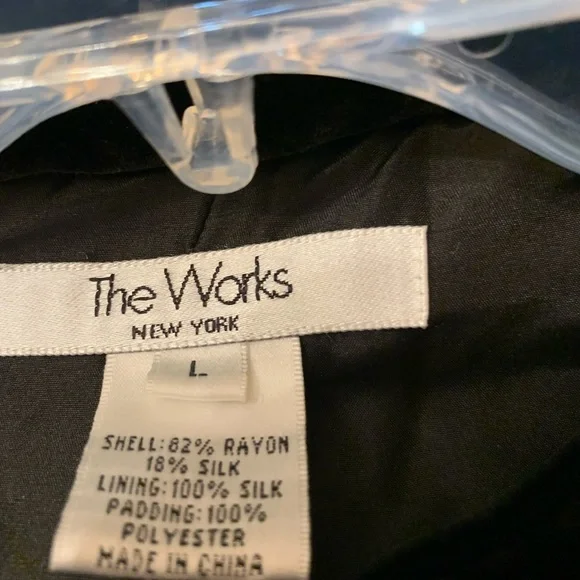 The Works
NEW YORK
L
SHELL: 82% RAYON
18% SILK
LINING: 100% SILK
PADDING: 100%
POLYESTER
MADE IN CHINA